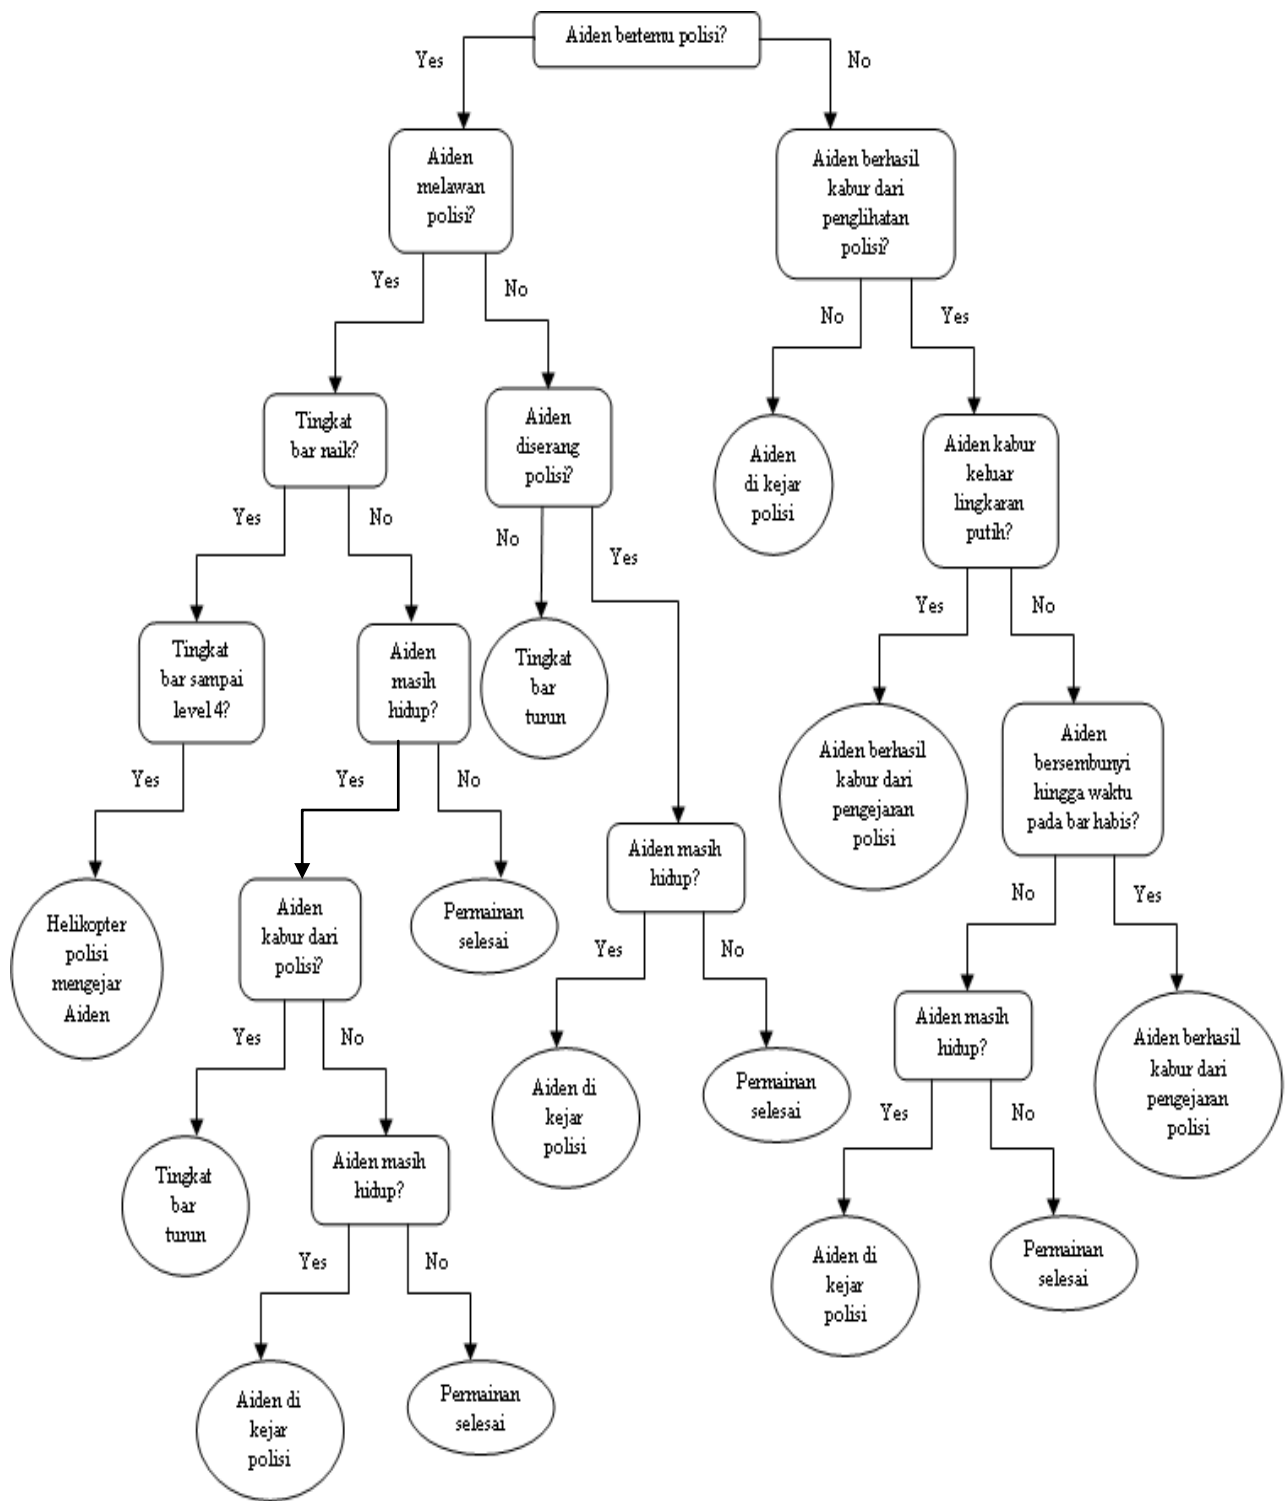 Aiden bertemu polisi?
Yes
No
Aiden
melawan
polisi?
Aiden berhasil
kabur dari
penglihatan
polisi?
Yes
No
No
Yes
Tingkat
bar naik?
Aiden
diserang
polisi?
Aiden
di kejar
polisi
Aiden kabur
keluar
lingkaran
putih?
Yes
No
No
Yes
Yes
No
Tingkat
bar sampai
level 4?
Aiden
masih
hidup?
Tingkat
bar
turun
Aiden berhasil
kabur dari
pengejaran
polisi
Aiden
bersembunyi
hingga waktu
pada bar habis?
Yes
Yes
No
Aiden masih
hidup?
No
Yes
Helikopter
polisi
mengejar
Aiden
Aiden
kabur dari
polisi?
Permainan
selesai
Yes
No
Aiden masih
hidup?
Aiden berhasil
kabur dari
pengejaran
polisi
Yes
No
Aiden di
kejar
polisi
Permainan
selesai
Yes
No
Tingkat
bar
turun
Aiden masih
hidup?
Aiden di
kejar
polisi
Permainan
selesai
Yes
No
Aiden di
kejar
polisi
Permainan
selesai